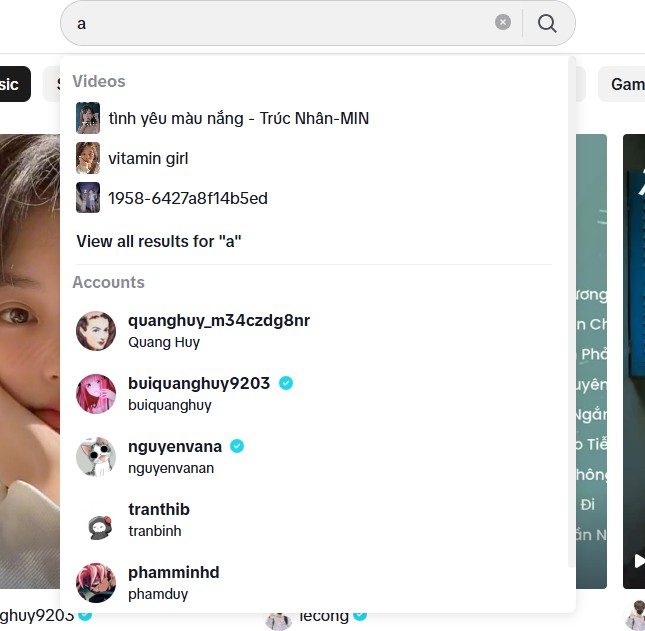 a
sic
Gam
Videos
tình yêu màu nắng - Trúc Nhân-MIN
vitamin girl
1958-6427a8f14b5ed
View all results for "a"
Accounts
quanghuy_m34czdg8nr
Quang Huy
buiquanghuy9203
buiquanghuy
nguyenvana
nguyenvanan
tranthib
tranbinh
phamminhd
phamduy
ương
n Ch
Phả
uyên
Ngắn
o Tiễ
hông
Đi
ần N
ghuy9203
lecong